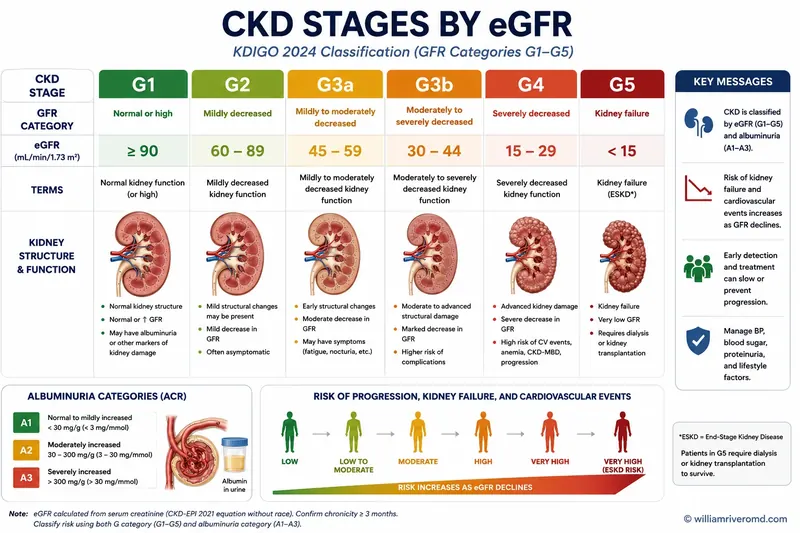 CKD STAGES BY eGFR
KDIGO 2024 Classification (GFR Categories G1–G5)
CKD
STAGE
G1
G2
G3a
G3b
G4
G5
GFR
CATEGORY
Normal or high
Mildly decreased
Mildly to moderately
decreased
Moderately to
severely decreased
Severely decreased
Kidney failure
eGFR
(mL/min/1.73 m²)
≥ 90
60 – 89
45 – 59
30 – 44
15 – 29
< 15
TERMS
Normal kidney function
(or high)
Mildly decreased
kidney function
Mildly to moderately
decreased kidney
function
Moderately to severely
decreased kidney
function
Severely decreased
kidney function
Kidney failure
(ESKD*)
KIDNEY
STRUCTURE
& FUNCTION
• Normal kidney structure
• Normal or ↑ GFR
• May have albuminuria
or other markers of
kidney damage
• Mild structural changes
may be present
• Mild decrease in
GFR
• Often asymptomatic
• Early structural changes
• Moderate decrease in
GFR
• May have symptoms
(fatigue, nocturia, etc.)
• Moderate to advanced
structural damage
• Marked decrease in
GFR
• Higher risk of
complications
• Advanced kidney damage
• Severe decrease in
GFR
• High risk of CV events,
anemia, CKD-MBD,
progression
• Kidney failure
• Very low GFR
• Requires dialysis
or kidney
transplantation
KEY MESSAGES
CKD is classified
by eGFR (G1–G5)
and albuminuria
(A1–A3).
Risk of kidney
failure and
cardiovascular
events increases
as GFR declines.
Early detection
and treatment
can slow or
prevent
progression.
Manage BP,
blood sugar,
proteinuria,
and lifestyle
factors.
ALBUMINURIA CATEGORIES (ACR)
A1
Normal to mildly increased
< 30 mg/g (< 3 mg/mmol)
A2
Moderately increased
30 – 300 mg/g (3 – 30 mg/mmol)
A3
Severely increased
> 300 mg/g (> 30 mg/mmol)
Albumin
in urine
RISK OF PROGRESSION, KIDNEY FAILURE, AND CARDIOVASCULAR EVENTS
LOW
LOW TO
MODERATE
MODERATE
HIGH
VERY HIGH
VERY HIGH
(ESKD RISK)
RISK INCREASES AS eGFR DECLINES
*ESKD = End-Stage Kidney Disease
Patients in G5 require dialysis
or kidney transplantation
to survive.
Note: eGFR calculated from serum creatinine (CKD-EPI 2021 equation without race). Confirm chronicity ≥ 3 months.
Classify risk using both G category (G1–G5) and albuminuria category (A1–A3).
© williamriveromd.com